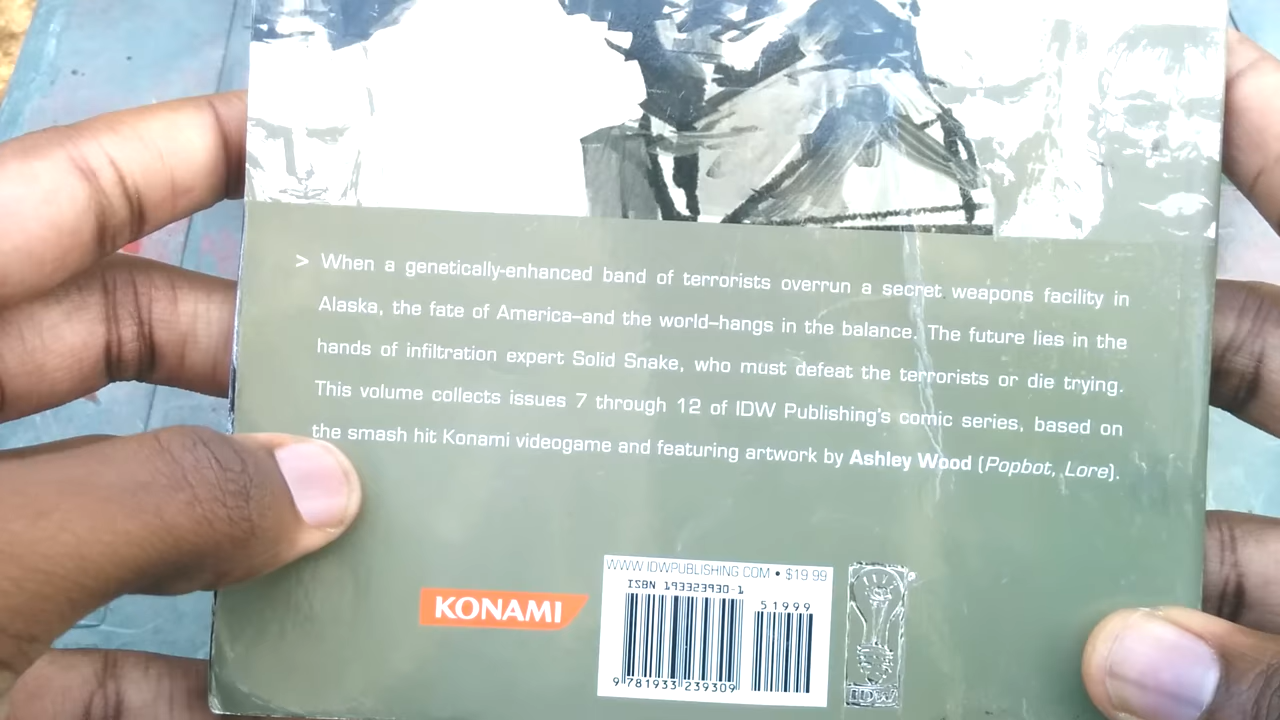 > When a genetically-enhanced band of terrorists overrun a secret weapons facility in
Alaska, the fate of America–and the world–hangs in the balance. The future lies in the
hands of infiltration expert Solid Snake, who must defeat the terrorists or die trying.
This volume collects issues 7 through 12 of IDW Publishing's comic series, based on
the smash hit Konami videogame and featuring artwork by Ashley Wood (Popbot, Lore).
WWW.IDWPUBLISHING.COM • $19.99
ISBN 193323930-1
51999
KONAMI
9 781933 239309
IDW